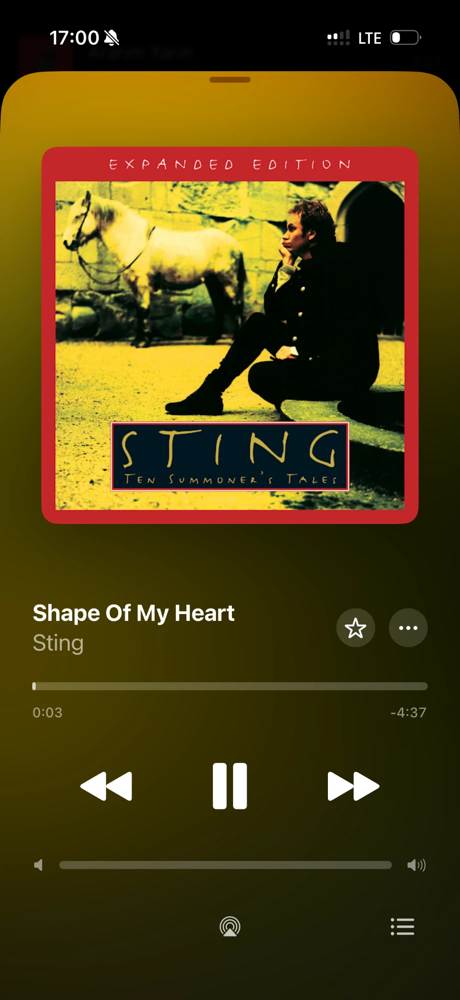 17:00
LTE
EXPANDED EDITION
STING
TEN SUMMONER'S TALES
Shape Of My Heart
Sting
0:03
-4:37